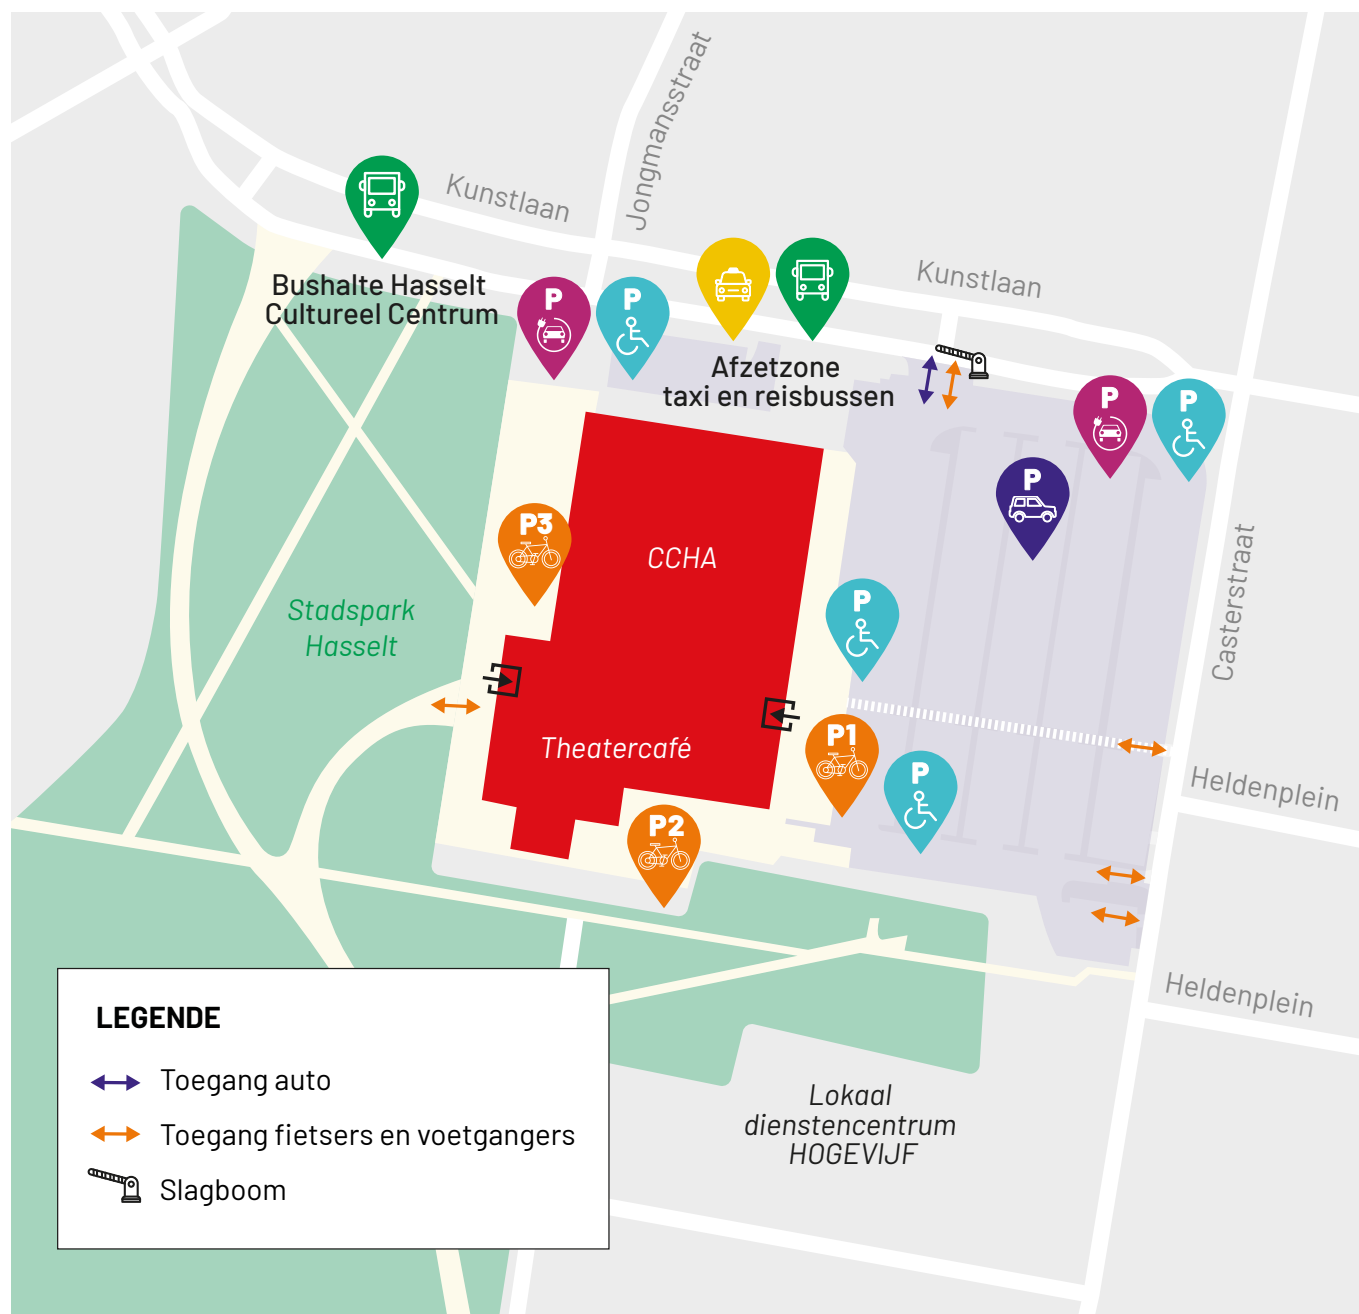 Jongmansstraat
Kunstlaan
Kunstlaan
Bushalte Hasselt
Cultureel Centrum
P
P
Afzetzone
taxi en reisbussen
P
P
P
P3
CCHA
Casterstraat
Stadspark
Hasselt
P
Theatercafé
P1
P
Heldenplein
P2
Heldenplein
LEGENDE
Toegang auto
Toegang fietsers en voetgangers
Slagboom
Lokaal
dienstencentrum
HOGEVIJF